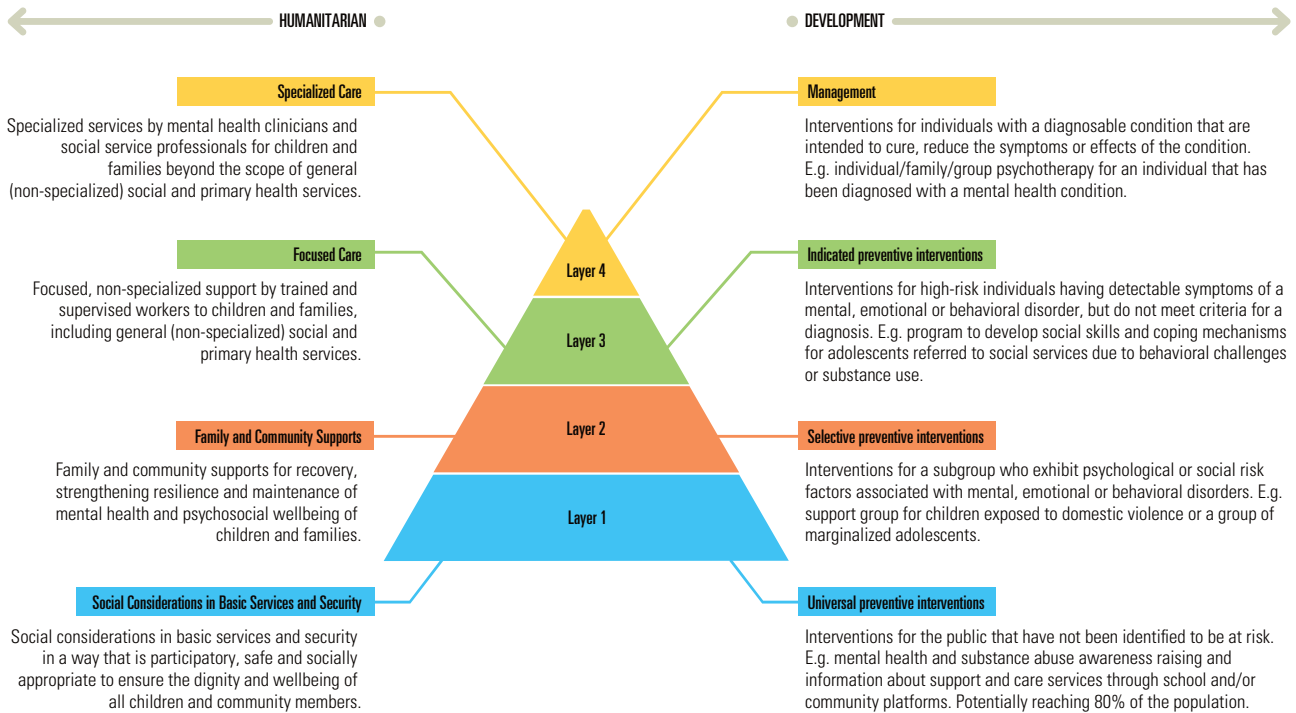 HUMANITARIAN
DEVELOPMENT
Specialized Care
Specialized services by mental health clinicians and
social service professionals for children and
families beyond the scope of general
(non-specialized) social and primary health services.
Management
Interventions for individuals with a diagnosable condition that are
intended to cure, reduce the symptoms or effects of the condition.
E.g. individual/family/group psychotherapy for an individual that has
been diagnosed with a mental health condition.
Layer 4
Focused Care
Focused, non-specialized support by trained and
supervised workers to children and families,
including general (non-specialized) social and
primary health services.
Indicated preventive interventions
Interventions for high-risk individuals having detectable symptoms of a
mental, emotional or behavioral disorder, but do not meet criteria for a
diagnosis. E.g. program to develop social skills and coping mechanisms
for adolescents referred to social services due to behavioral challenges
or substance use.
Layer 3
Family and Community Supports
Family and community supports for recovery,
strengthening resilience and maintenance of
mental health and psychosocial wellbeing of
children and families.
Layer 2
Selective preventive interventions
Interventions for a subgroup who exhibit psychological or social risk
factors associated with mental, emotional or behavioral disorders. E.g.
support group for children exposed to domestic violence or a group of
marginalized adolescents.
Layer 1
Social Considerations in Basic Services and Security
Social considerations in basic services and security
in a way that is participatory, safe and socially
appropriate to ensure the dignity and wellbeing of
all children and community members.
Universal preventive interventions
Interventions for the public that have not been identified to be at risk.
E.g. mental health and substance abuse awareness raising and
information about support and care services through school and/or
community platforms. Potentially reaching 80% of the population.